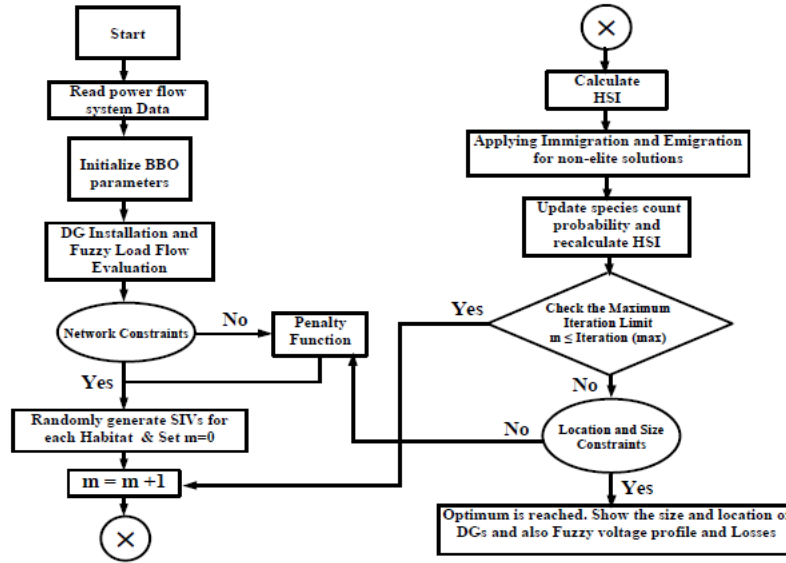 Start
Read power flow
system Data
Initialize BBO
parameters
DG Installation and
Fuzzy Load Flow
Evaluation
Network Constraints
No
Penalty
Function
Yes
Randomly generate SIVs for
each Habitat & Set m=0
m = m +1
×
×
Calculate
HSI
Applying Immigration and Emigration
for non-elite solutions
Update species count
probability and
recalculate HSI
Check the Maximum
Iteration Limit
m ≤ Iteration (max)
Yes
No
Location and Size
Constraints
No
Yes
Optimum is reached. Show the size and location o
DGs and also Fuzzy voltage profile and Losses